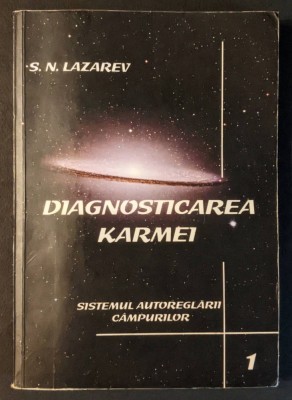 S. N. LAZAREV
DIAGNOSTICAREA
KARMEI
SISTEMUL AUTOREGLĂRII
CÂMPURILOR
1